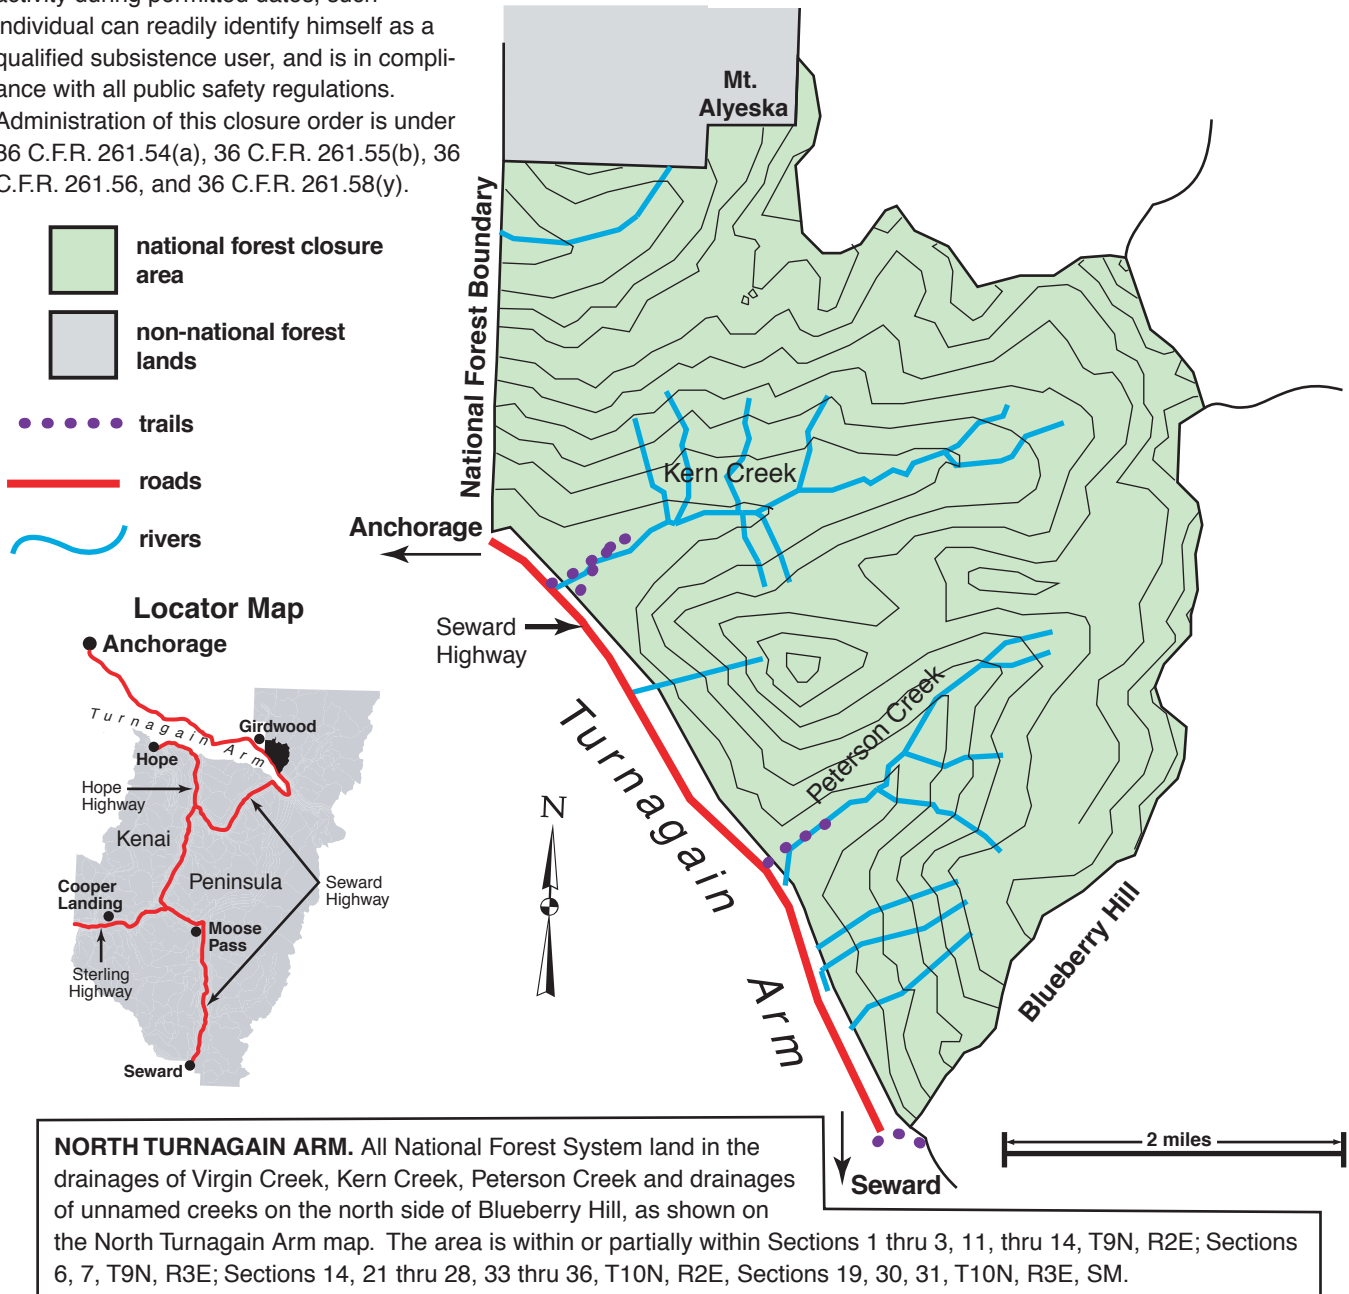 activity during permitted dates, such
individual can readily identify himself as a
qualified subsistence user, and is in compli-
ance with all public safety regulations.
Administration of this closure order is under
36 C.F.R. 261.54(a), 36 C.F.R. 261.55(b), 36
C.F.R. 261.56, and 36 C.F.R. 261.58(y).
national forest closure
area
non-national forest
lands
trails
roads
rivers
Mt.
Alyeska
National Forest Boundary
Kern Creek
Anchorage
Seward
Highway
Turnagain Arm
Peterson Creek
Blueberry Hill
N
Locator Map
Anchorage
Turnagain Arm
Girdwood
Hope
Hope
Highway
Kenai
Peninsula
Seward
Highway
Cooper
Landing
Moose
Pass
Sterling
Highway
Seward
2 miles
Seward
NORTH TURNAGAIN ARM. All National Forest System land in the
drainages of Virgin Creek, Kern Creek, Peterson Creek and drainages
of unnamed creeks on the north side of Blueberry Hill, as shown on
the North Turnagain Arm map. The area is within or partially within Sections 1 thru 3, 11, thru 14, T9N, R2E; Sections
6, 7, T9N, R3E; Sections 14, 21 thru 28, 33 thru 36, T10N, R2E, Sections 19, 30, 31, T10N, R3E, SM.